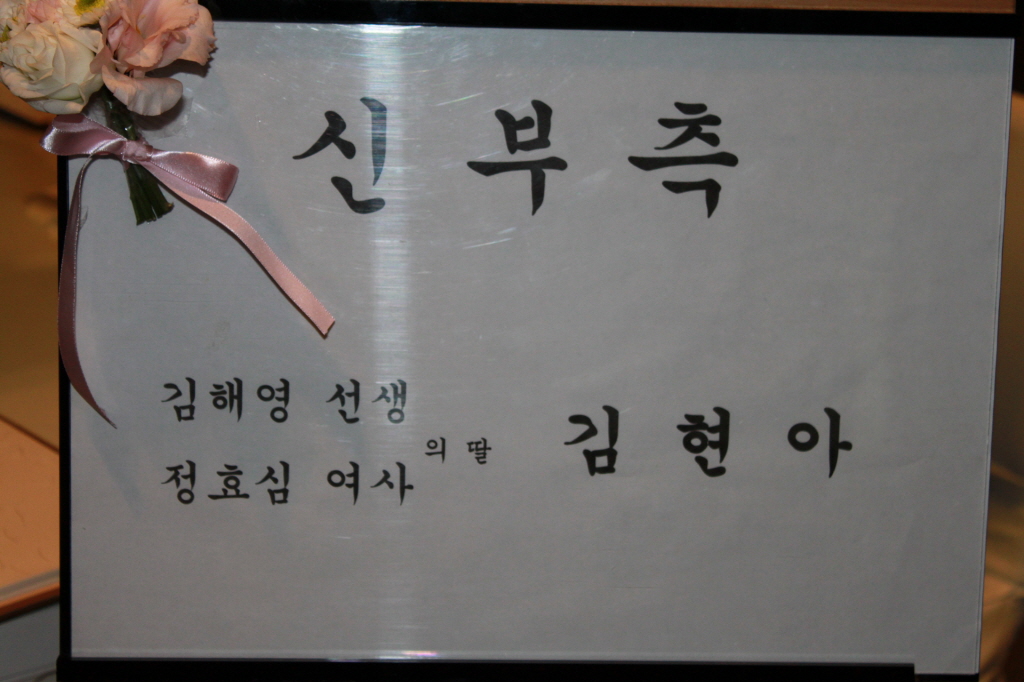 신부측
김해영 선생
정효심 여사
의 딸
김현아